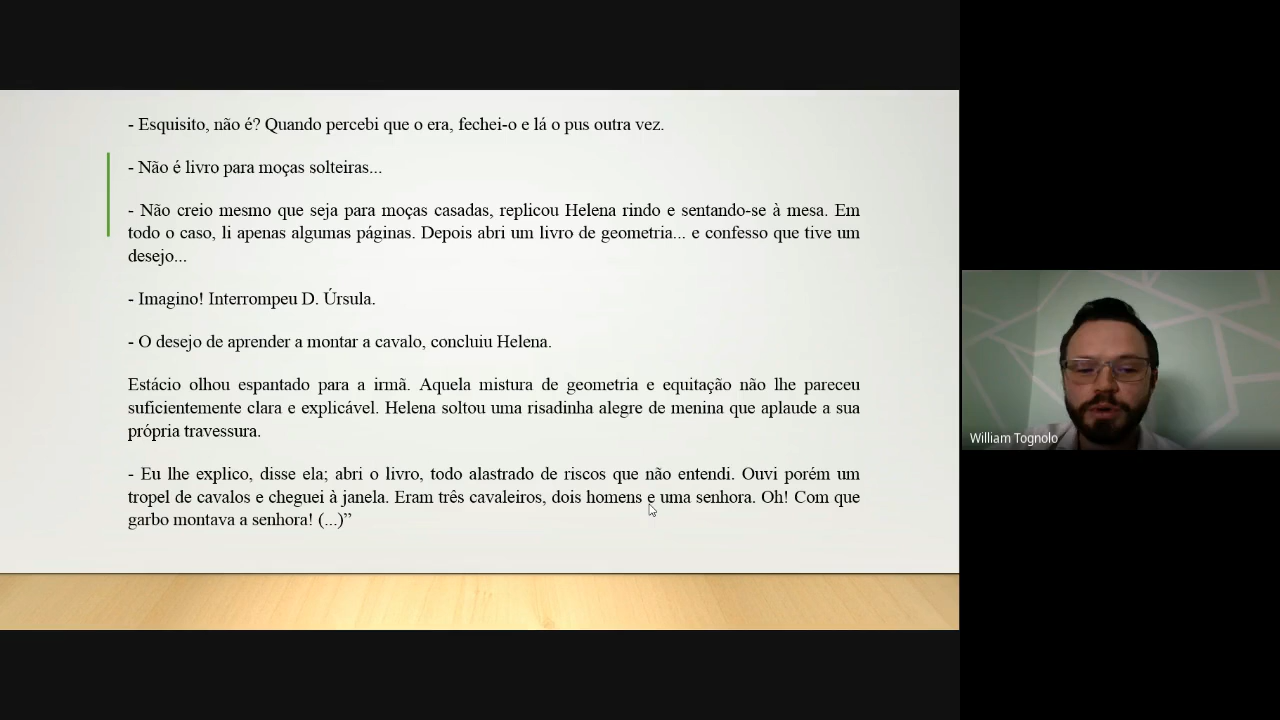 - Esquisito, não é? Quando percebi que o era, fechei-o e lá o pus outra vez.
- Não é livro para moças solteiras...
- Não creio mesmo que seja para moças casadas, replicou Helena rindo e sentando-se à mesa. Em
todo o caso, li apenas algumas páginas. Depois abri um livro de geometria... e confesso que tive um
desejo...
- Imagino! Interrompeu D. Úrsula.
- O desejo de aprender a montar a cavalo, concluiu Helena.
Estácio olhou espantado para a irmã. Aquela mistura de geometria e equitação não lhe pareceu
suficientemente clara e explicável. Helena soltou uma risadinha alegre de menina que aplaude a sua
própria travessura.
- Eu lhe explico, disse ela; abri o livro, todo alastrado de riscos que não entendi. Ouvi porém um
tropel de cavalos e cheguei à janela. Eram três cavaleiros, dois homens e uma senhora. Oh! Com que
garbo montava a senhora! (...)”
William Tognolo